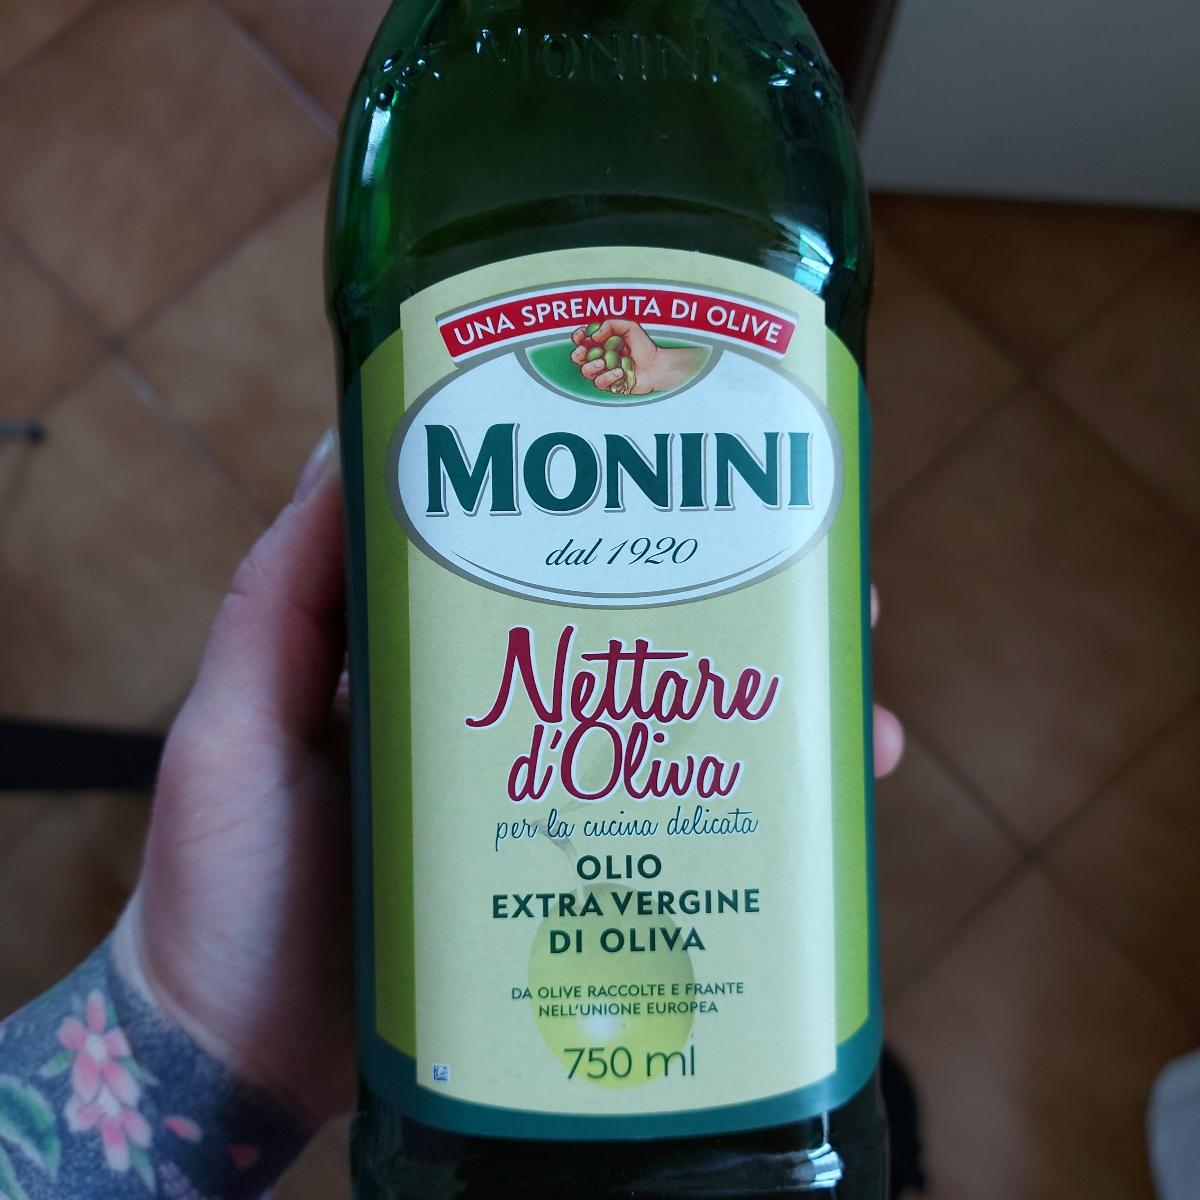 MONINI
UNA SPREMUTA DI OLIVE
MONINI
dal 1920
Nettare
d'Oliva
per la cucina delicata
OLIO
EXTRA VERGINE
DI OLIVA
DA OLIVE RACCOLTE E FRANTE
NELL'UNIONE EUROPEA
750 ml